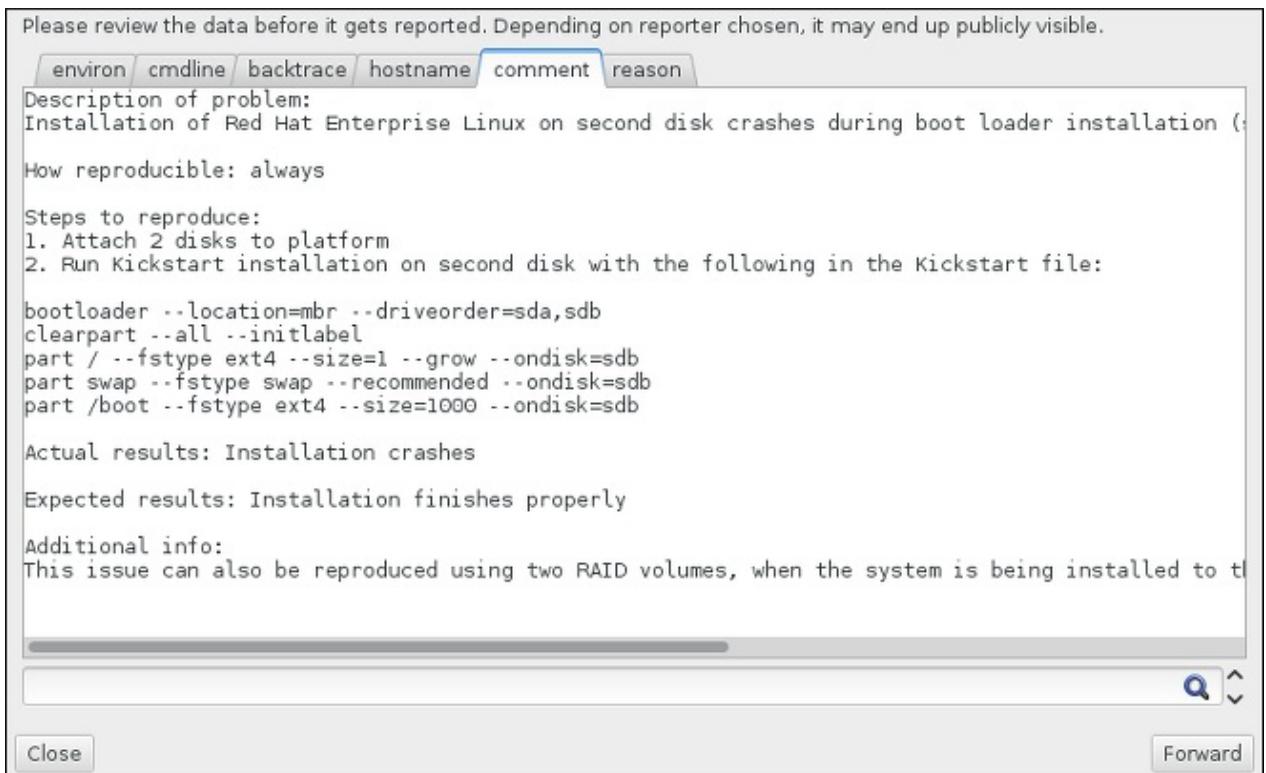 Please review the data before it gets reported. Depending on reporter chosen, it may end up publicly visible.
environ cmdline backtrace hostname comment reason
Description of problem:
Installation of Red Hat Enterprise Linux on second disk crashes during boot loader installation (
How reproducible: always
Steps to reproduce:
1. Attach 2 disks to platform
2. Run Kickstart installation on second disk with the following in the Kickstart file:
bootloader --location=mbr --driveorder=sda,sdb
clearpart --all --initlabel
part / --fstype ext4 --size=1 --grow --ondisk=sdb
part swap --fstype swap --recommended --ondisk=sdb
part /boot --fstype ext4 --size=1000 --ondisk=sdb
Actual results: Installation crashes
Expected results: Installation finishes properly
Additional info:
This issue can also be reproduced using two RAID volumes, when the system is being installed to
Close
Forward